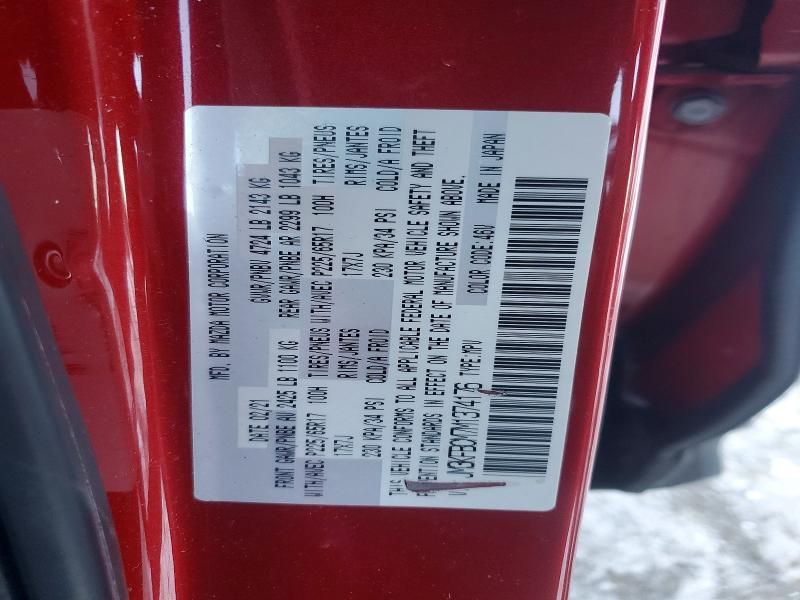 MFD. BY MAZDA MOTOR CORPORATION
DATE 02/21 GVWR/PNBV 4724 LB 2143 KG
FRONT GAWR/PNBE AV 2425 LB 1100 KG REAR GAWR/PNBE AR 2299 LB 1043 KG
WITH/AVEC P225/65R17 100H TIRES/PNEUS WITH/AVEC P225/65R17 100H TIRES/PNEUS
17X7J RIMS/JANTES 17X7J RIMS/JANTES
230 KPA/34 PSI COLD/A FROID 230 KPA/34 PSI COLD/A FROID
THIS VEHICLE CONFORMS TO ALL APPLICABLE FEDERAL MOTOR VEHICLE SAFETY AND THEFT
PREVENTION STANDARDS IN EFFECT ON THE DATE OF MANUFACTURE SHOWN ABOVE.
TYPE:MPV COLOR CODE:46V MADE IN JAPAN